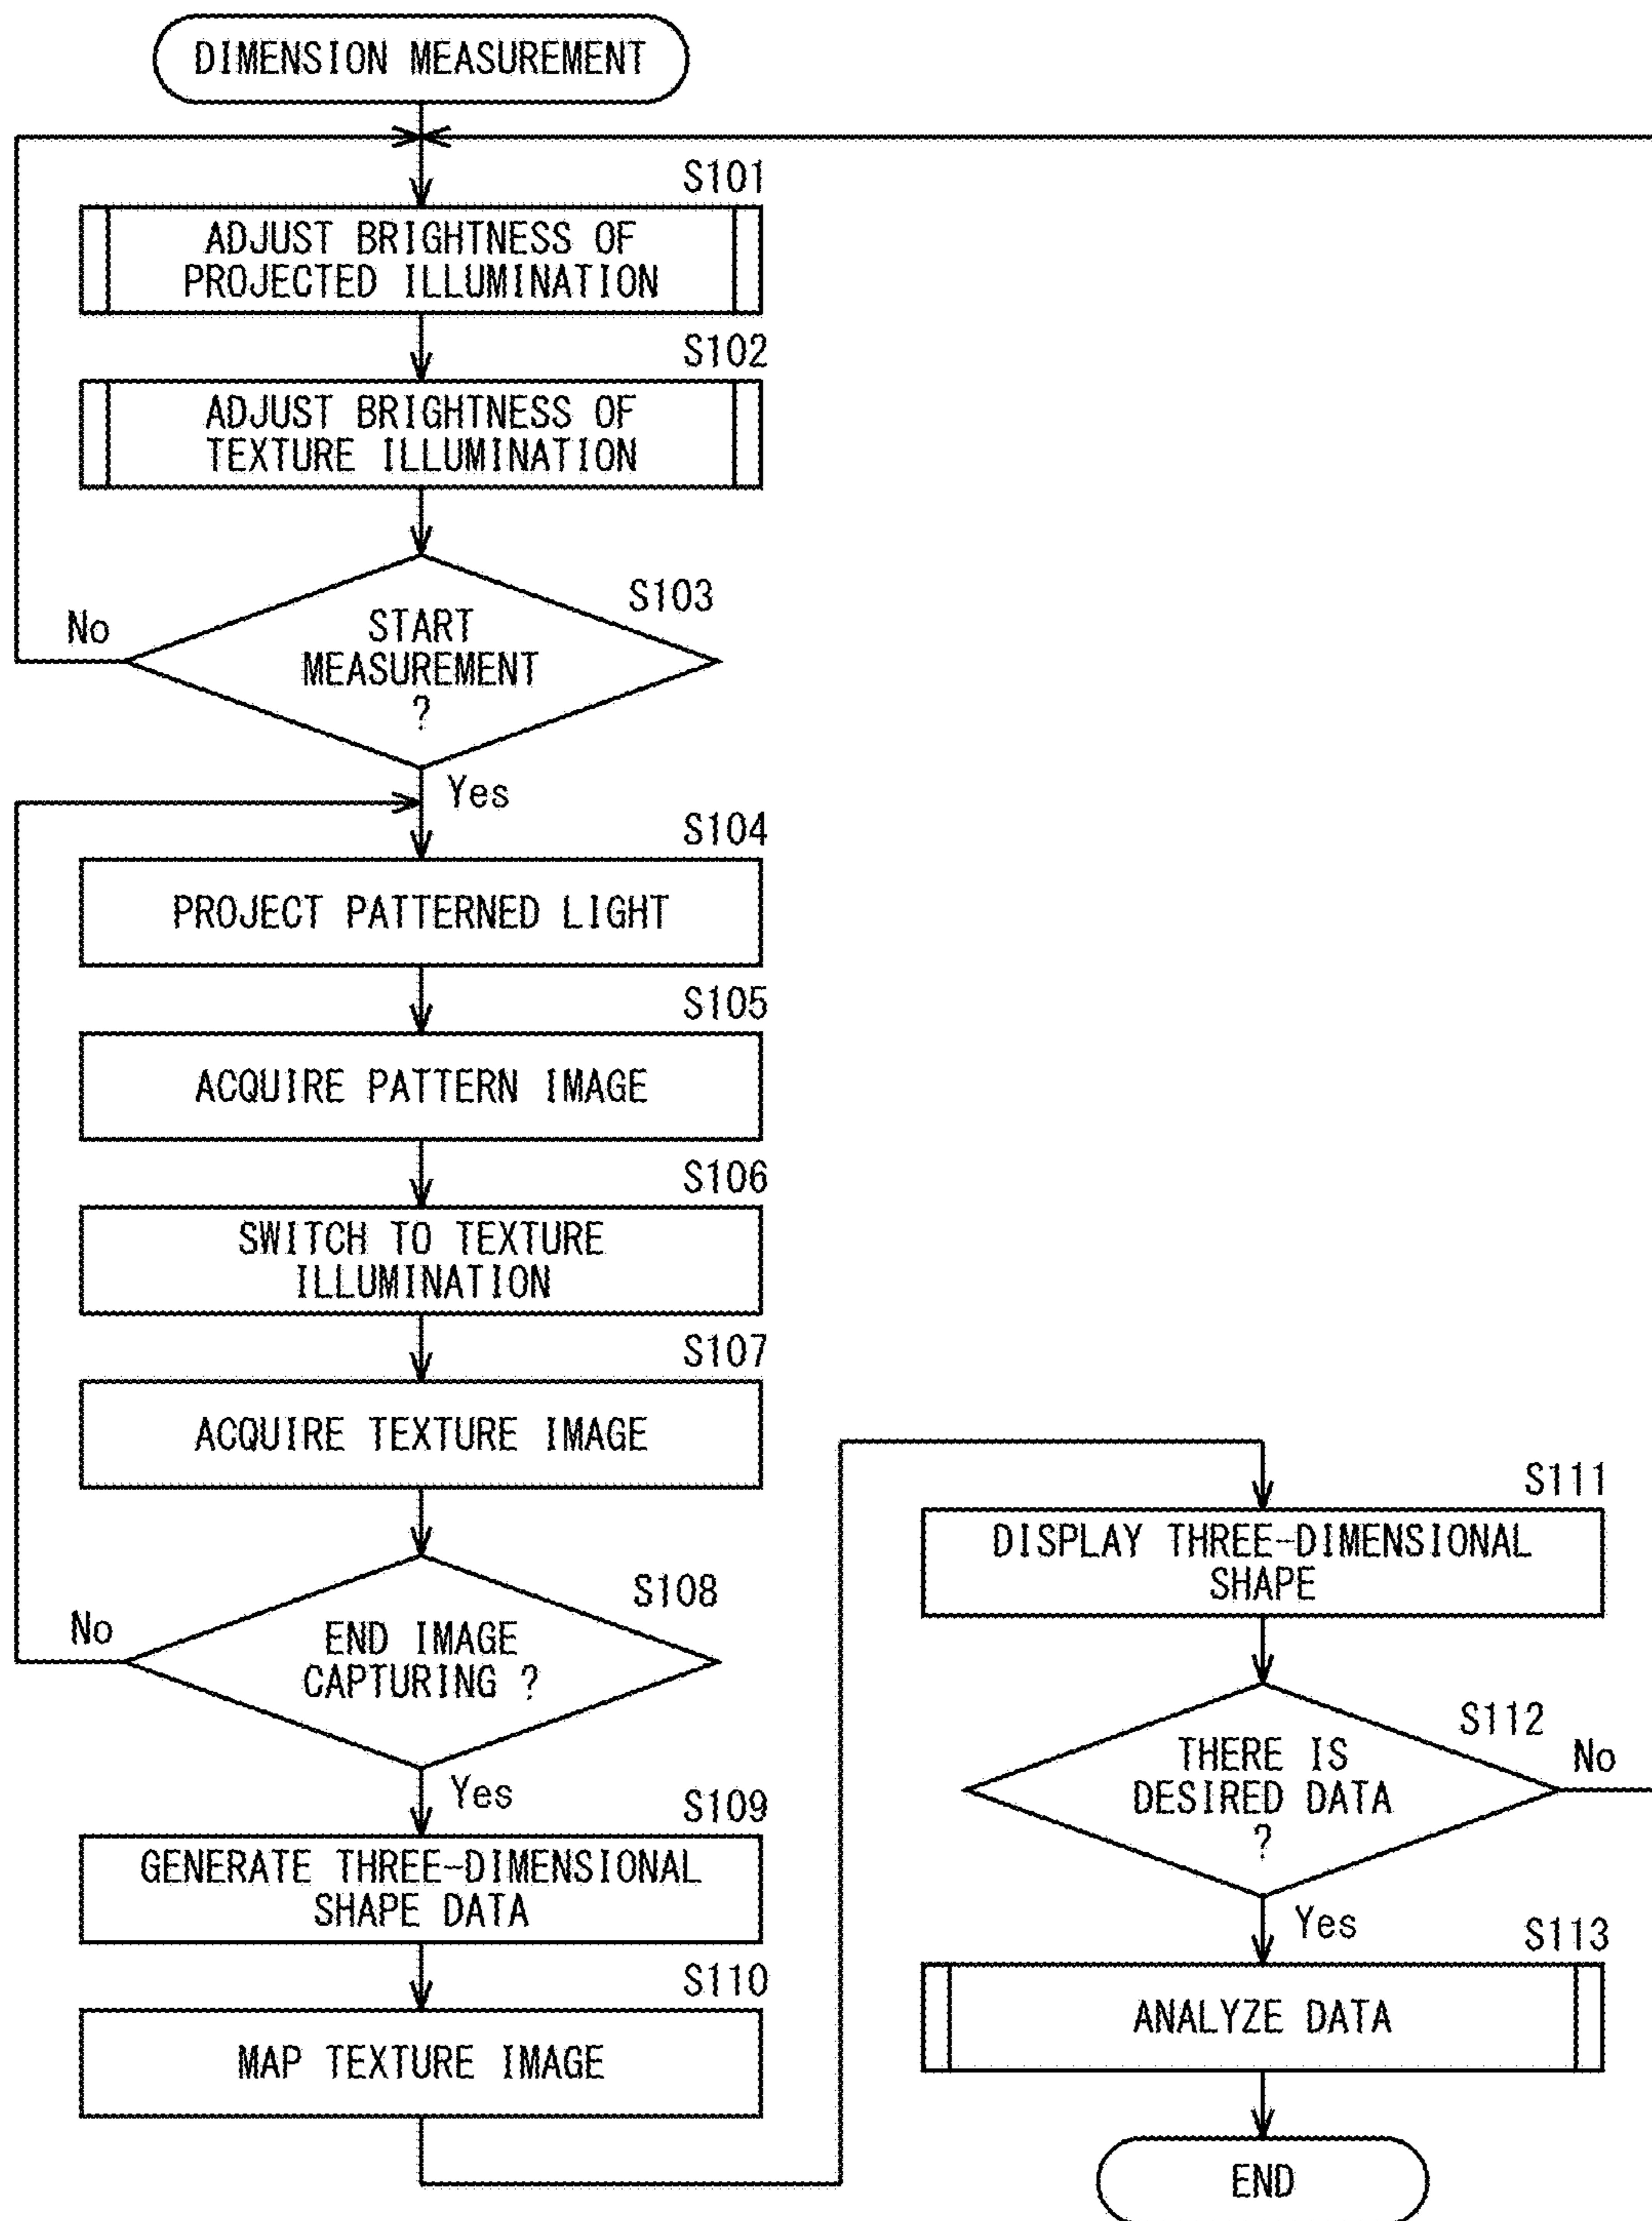 DIMENSION MEASUREMENT
S101
ADJUST BRIGHTNESS OF
PROJECTED ILLUMINATION
S102
ADJUST BRIGHTNESS OF
TEXTURE ILLUMINATION
S103
No
START
MEASUREMENT
?
Yes
S104
PROJECT PATTERNED LIGHT
S105
ACQUIRE PATTERN IMAGE
S106
SWITCH TO TEXTURE
ILLUMINATION
S107
ACQUIRE TEXTURE IMAGE
S108
No
END IMAGE
CAPTURING ?
Yes
S109
GENERATE THREE-DIMENSIONAL
SHAPE DATA
S110
MAP TEXTURE IMAGE
S111
DISPLAY THREE-DIMENSIONAL
SHAPE
S112
No
THERE IS
DESIRED DATA
?
Yes
S113
ANALYZE DATA
END